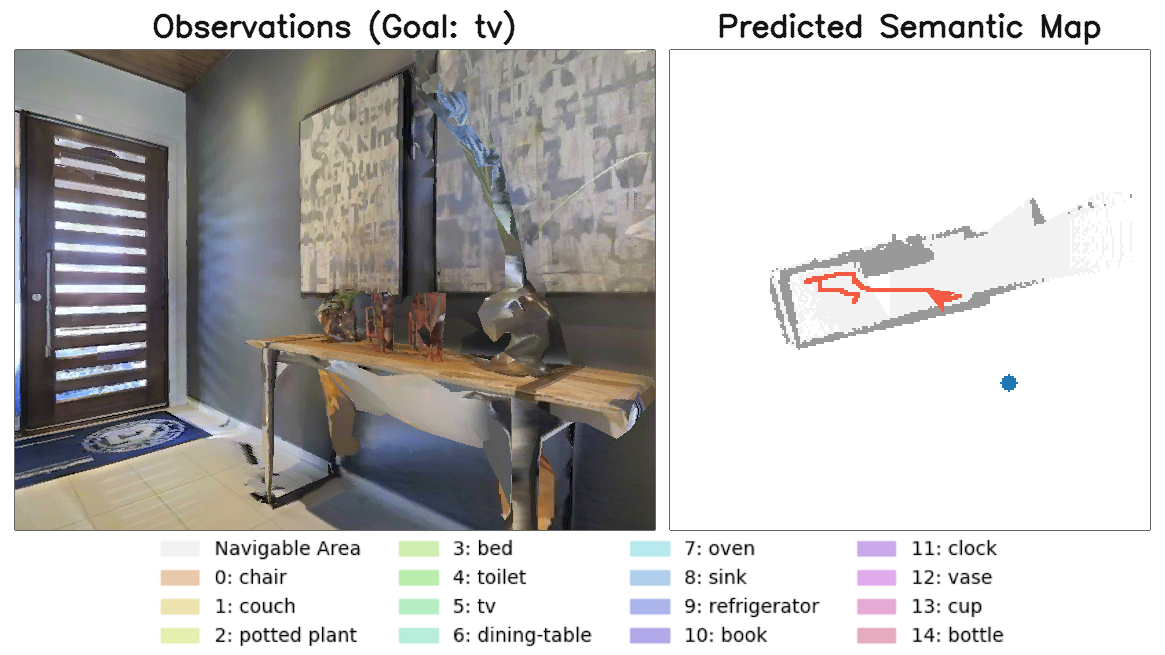 Observations (Goal: tv)
Predicted Semantic Map
Navigable Area
0: chair
1: couch
2: potted plant
3: bed
4: toilet
5: tv
6: dining-table
7: oven
8: sink
9: refrigerator
10: book
11: clock
12: vase
13: cup
14: bottle